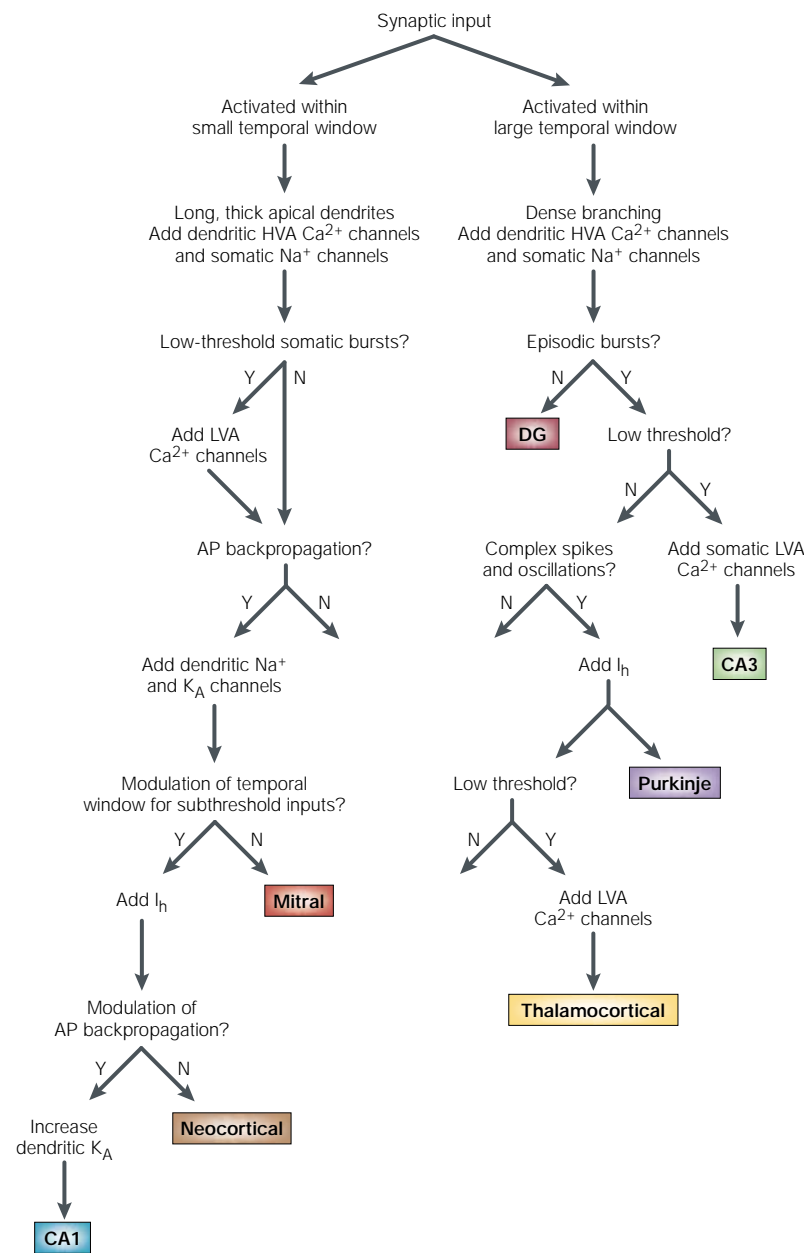 Synaptic input
Activated within
small temporal window
Activated within
large temporal window
Long, thick apical dendrites
Add dendritic HVA Ca2+ channels
and somatic Na+ channels
Dense branching
Add dendritic HVA Ca2+ channels
and somatic Na+ channels
Low-threshold somatic bursts?
Episodic bursts?
Y
N
N
Y
Add LVA
Ca2+ channels
DG
Low threshold?
N
Y
AP backpropagation?
Complex spikes
and oscillations?
Add somatic LVA
Ca2+ channels
Y
N
N
Y
Add dendritic Na+
and KA channels
Add Ih
CA3
Modulation of temporal
window for subthreshold inputs?
Low threshold?
Purkinje
Y
N
N
Y
Add Ih
Mitral
Add LVA
Ca2+ channels
Modulation of
AP backpropagation?
Thalamocortical
Y
N
Increase
dendritic KA
Neocortical
CA1